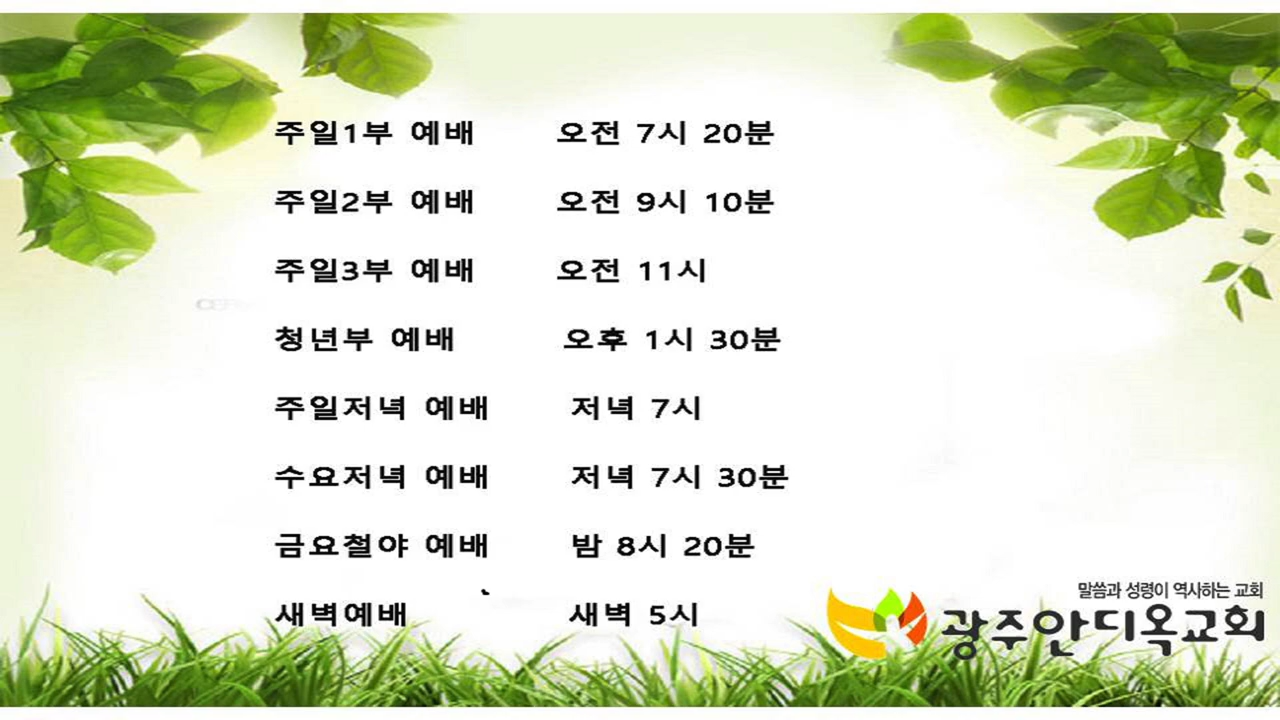 주일1부 예배 오전 7시 20분
주일2부 예배 오전 9시 10분
주일3부 예배 오전 11시
청년부 예배 오후 1시 30분
주일저녁 예배 저녁 7시
수요저녁 예배 저녁 7시 30분
금요철야 예배 밤 8시 20분
새벽예배 새벽 5시
말씀과 성령이 역사하는 교회
광주안디옥교회